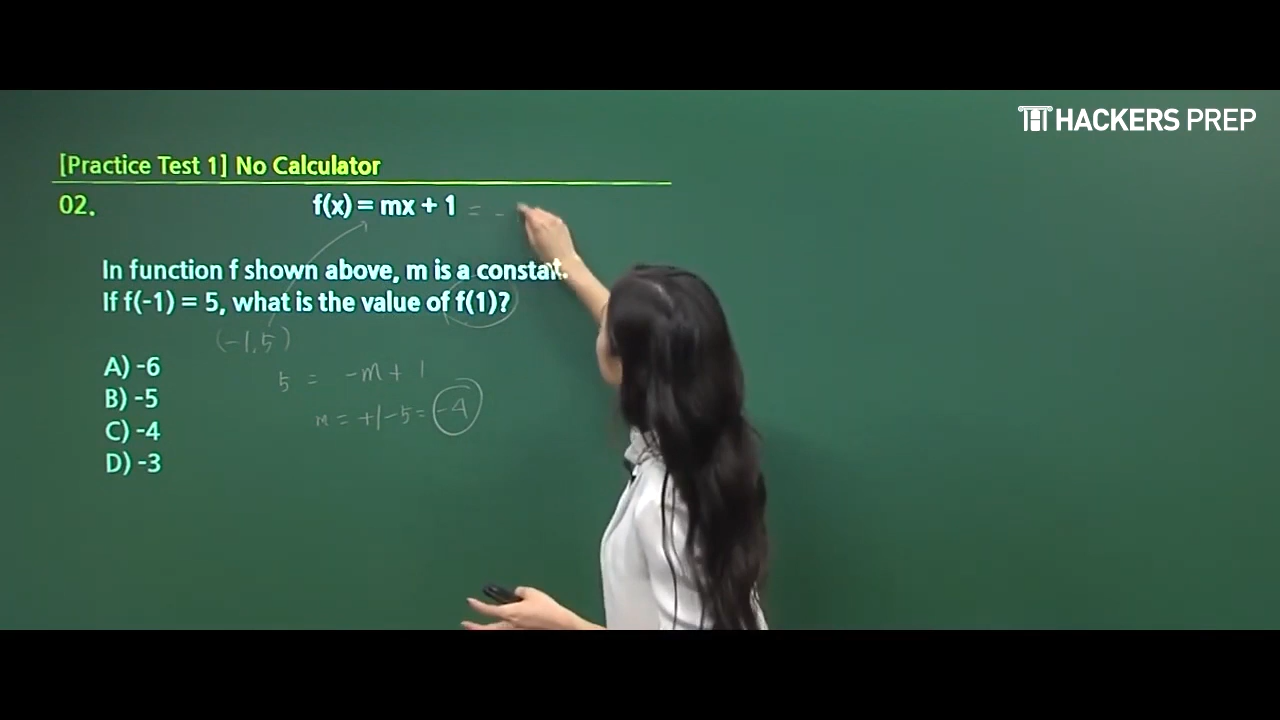 HACKERS PREP
[Practice Test 1] No Calculator
02.
f(x) = mx + 1 = -
In function f shown above, m is a constat.
If f(-1) = 5, what is the value of f(1)?
(-1,5)
A) -6
5 = -m + 1
B) -5
m = +1-5= -4
C) -4
D) -3